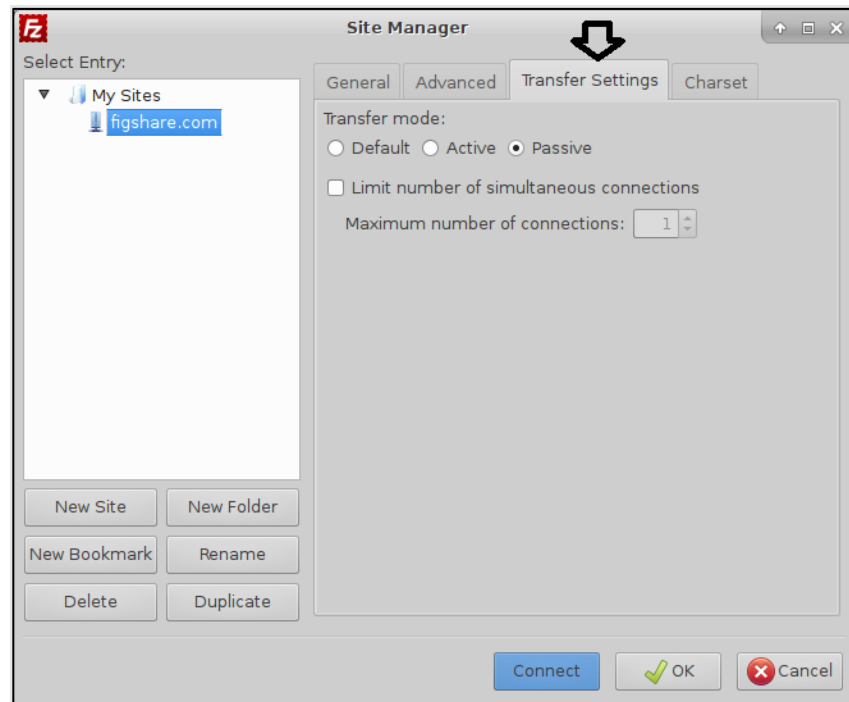 Fz
Site Manager
Select Entry:
My Sites
figshare.com
New Site
New Folder
New Bookmark
Rename
Delete
Duplicate
General
Advanced
Transfer Settings
Charset
Transfer mode:
Default
Active
Passive
Limit number of simultaneous connections
Maximum number of connections:
1
Connect
OK
Cancel